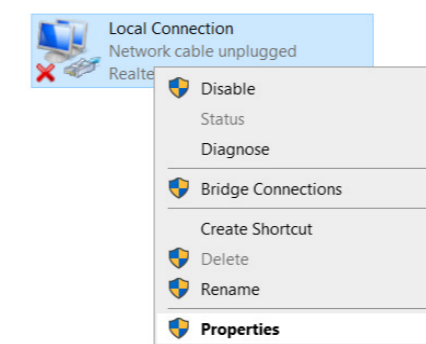 Local Connection
Network cable unplugged
Disable
Status
Diagnose
Bridge Connections
Create Shortcut
Delete
Rename
Properties